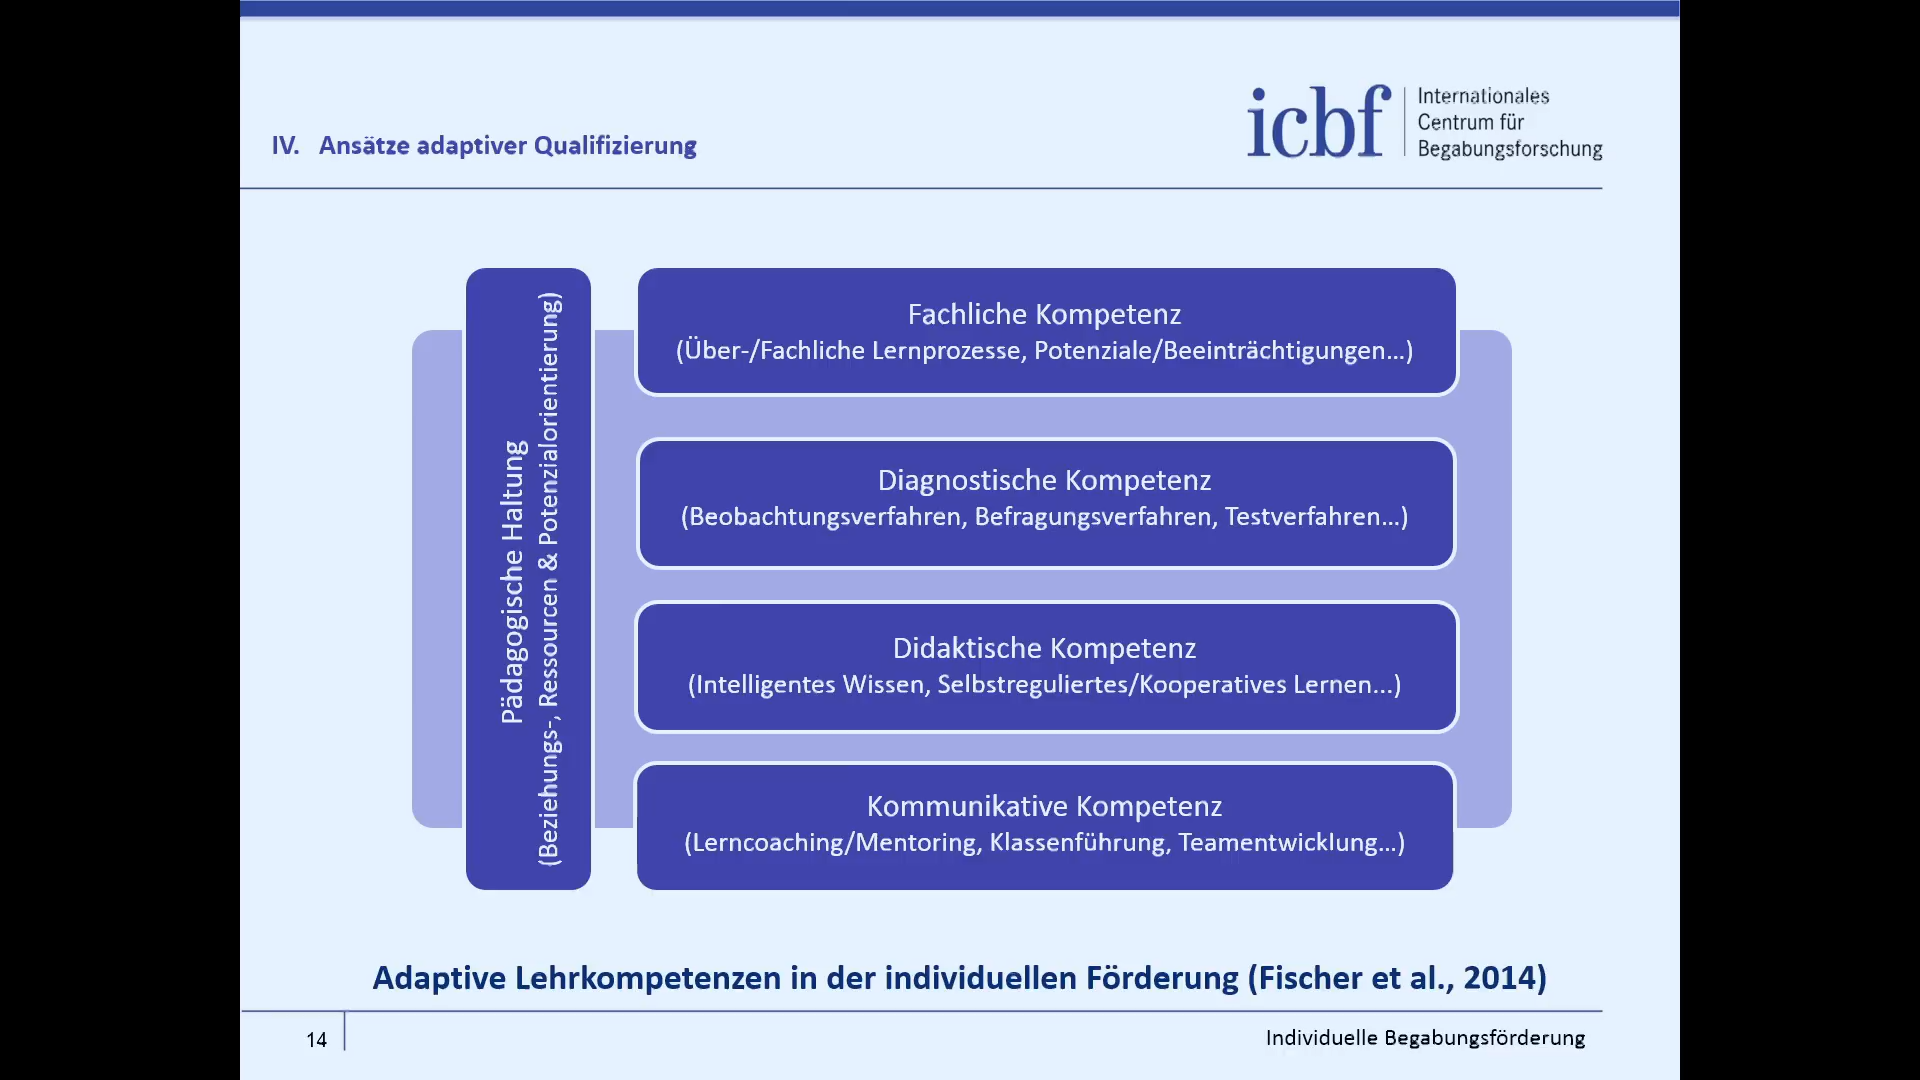 IV. Ansätze adaptiver Qualifizierung
icbf
Internationales
Centrum für
Begabungsforschung
Pädagogische Haltung
(Beziehungs-, Ressourcen & Potenzialorientierung)
Fachliche Kompetenz
(Über-/Fachliche Lernprozesse, Potenziale/Beeinträchtigungen...)
Diagnostische Kompetenz
(Beobachtungsverfahren, Befragungsverfahren, Testverfahren...)
Didaktische Kompetenz
(Intelligentes Wissen, Selbstreguliertes/Kooperatives Lernen...)
Kommunikative Kompetenz
(Lerncoaching/Mentoring, Klassenführung, Teamentwicklung...)
Adaptive Lehrkompetenzen in der individuellen Förderung (Fischer et al., 2014)
14
Individuelle Begabungsförderung